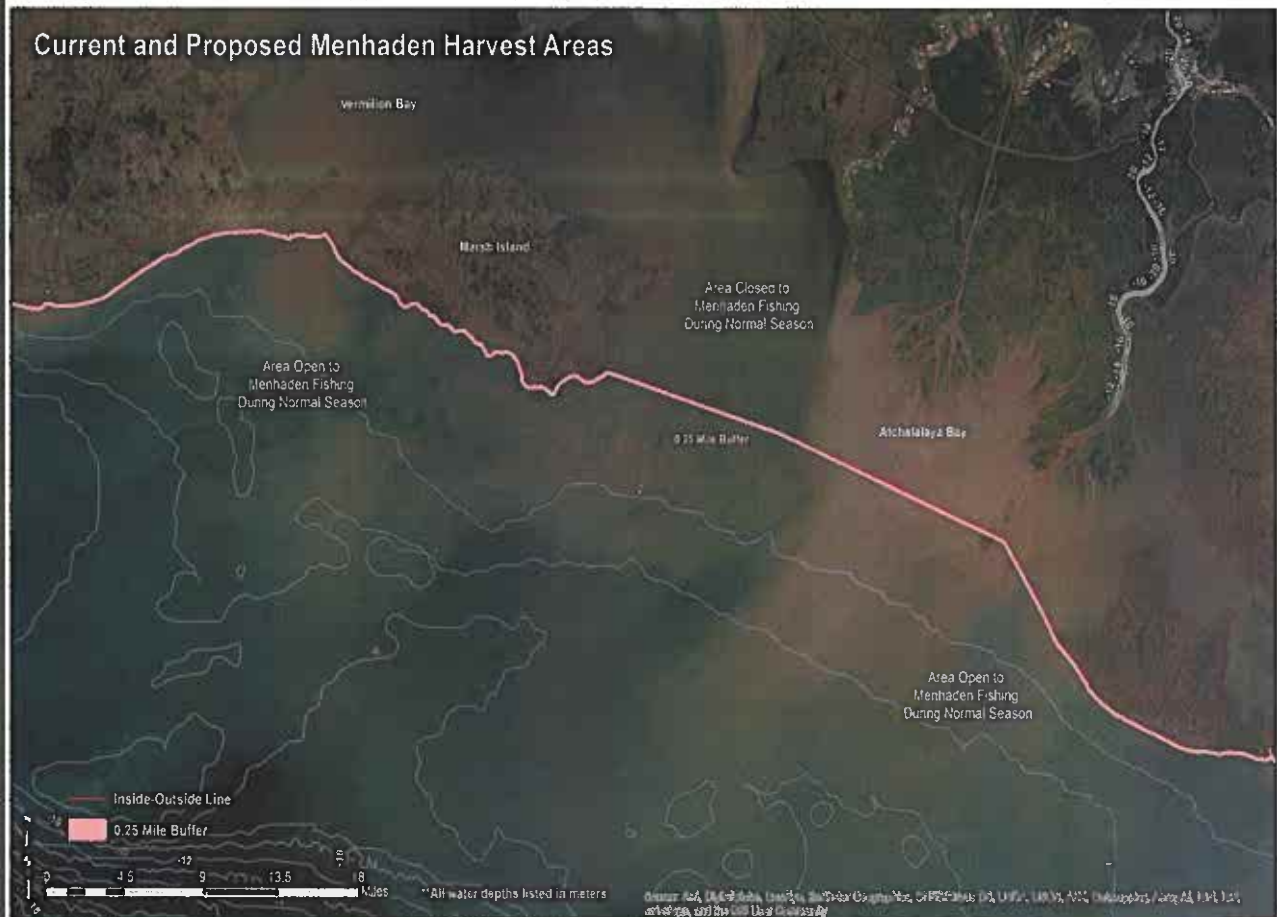 Current and Proposed Menhaden Harvest Areas
Vermilion Bay
Marsh Island
Area Closed to
Menhaden Fishing
During Normal Season
Area Open to
Menhaden Fishing
During Normal Season
0.25 Mile Buffer
Atchafalaya Bay
Area Open to
Menhaden Fishing
During Normal Season
Inside-Outside Line
0.25 Mile Buffer
-12
0 4.5 9 13.5 18
Miles
**All water depths listed in meters